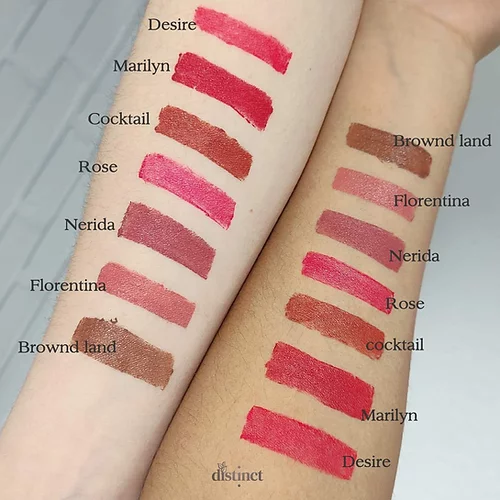 Desire
Marilyn
Cocktail
Rose
Nerida
Florentina
Brownd land
Brownd land
Florentina
Nerida
Rose
cocktail
Marilyn
Desire
distinct